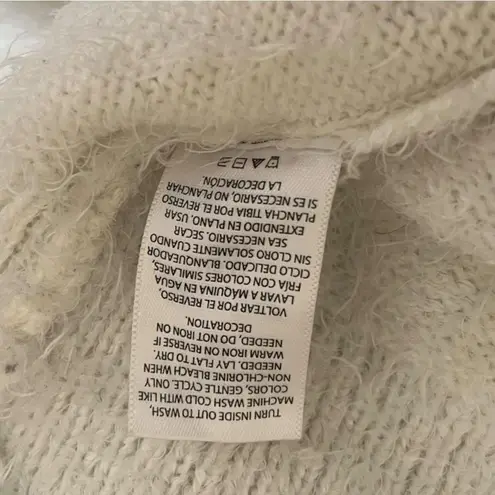 TURN INSIDE OUT TO WASH,
MACHINE WASH COLD WITH LIKE
COLORS, GENTLE CYCLE. ONLY
NON-CHLORINE BLEACH WHEN
NEEDED. LAY FLAT TO DRY.
WARM IRON ON REVERSE IF
NEEDED, DO NOT IRON ON
DECORATION.
VOLTEAR POR EL REVERSO,
LAVAR A MÁQUINA EN AGUA
FRÍA CON COLORES SIMILARES,
CICLO DELICADO. BLANQUEADOR
SIN CLORO SOLAMENTE CUANDO
SEA NECESARIO. SECAR
EXTENDIDO EN PLANO. USAR
PLANCHA TIBIA POR EL REVERSO
SI ES NECESARIO, NO PLANCHAR
LA DECORACIÓN.